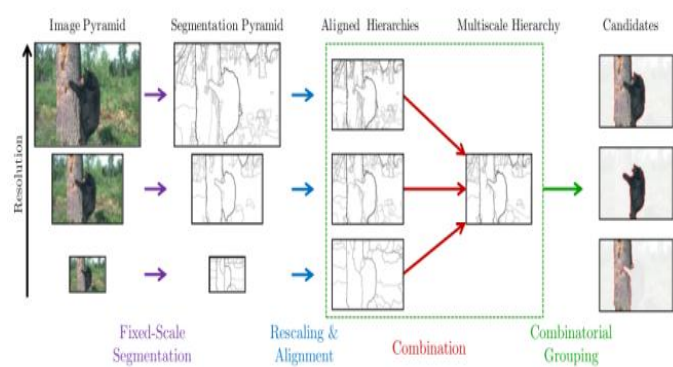 Image Pyramid
Segmentation Pyramid
Aligned Hierarchies
Multiscale Hierarchy
Candidates
Resolution
Fixed-Scale
Segmentation
Rescaling &
Alignment
Combination
Combinatorial
Grouping